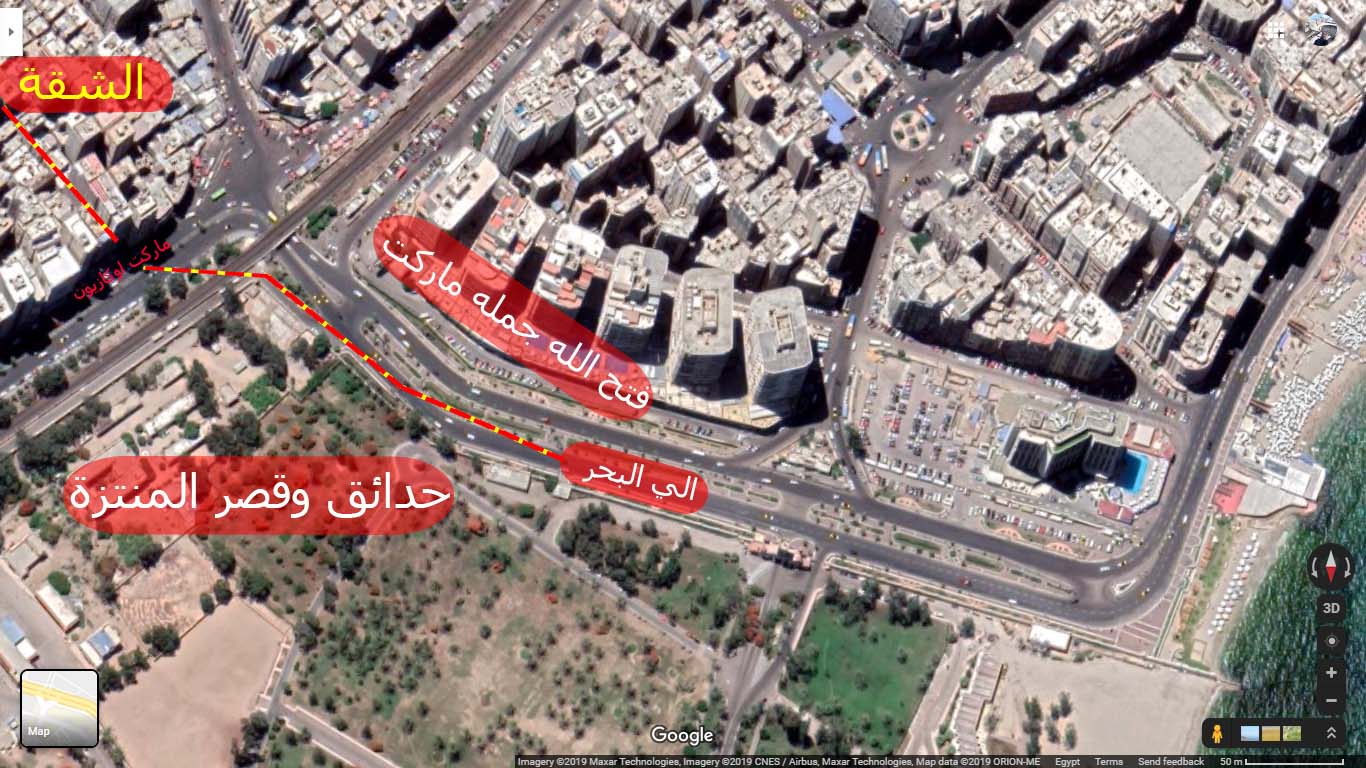 الشقة
ماركت اوكازيون
فتح الله جمله ماركت
الي البحر
حدائق وقصر المنتزة
3D
Map
Google
Imagery ©2019 Maxar Technologies, Imagery ©2019 CNES / Airbus, Maxar Technologies, Map data ©2019 ORION-ME Egypt Terms Send feedback 50 m